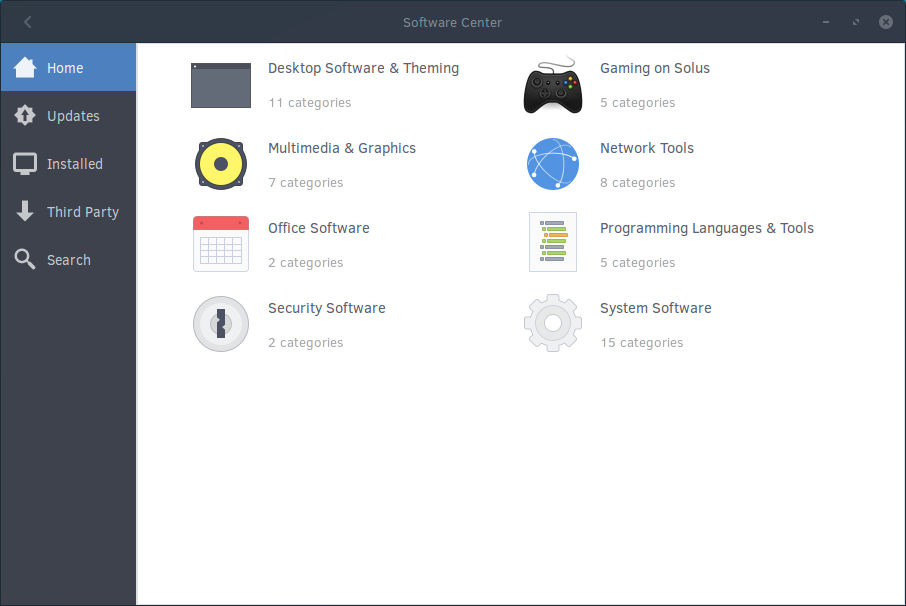 Software Center
Home
Updates
Installed
Third Party
Search
Desktop Software & Theming
11 categories
Gaming on Solus
5 categories
Multimedia & Graphics
7 categories
Network Tools
8 categories
Office Software
2 categories
Programming Languages & Tools
5 categories
Security Software
2 categories
System Software
15 categories